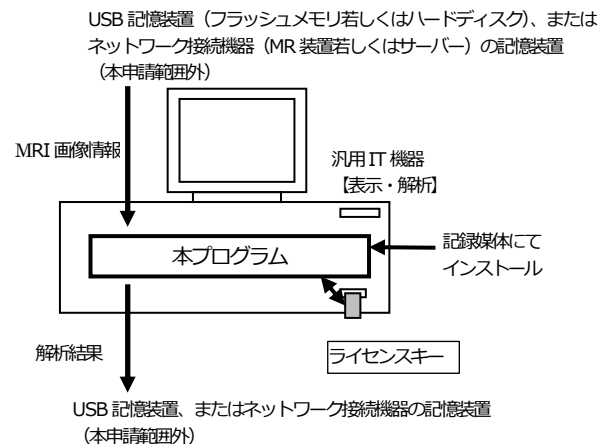 USB 記憶装置（フラッシュメモリ若しくはハードディスク）、または
ネットワーク接続機器（MR 装置若しくはサーバー）の記憶装置
（本申請範囲外）
MRI 画像情報
汎用 IT 機器
【表示・解析】
本プログラム
記録媒体にて
インストール
解析結果
ライセンスキー
USB 記憶装置、またはネットワーク接続機器の記憶装置
（本申請範囲外）